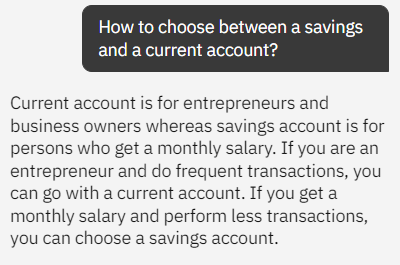 How to choose between a savings
and a current account?
Current account is for entrepreneurs and
business owners whereas savings account is for
persons who get a monthly salary. If you are an
entrepreneur and do frequent transactions, you
can go with a current account. If you get a
monthly salary and perform less transactions,
you can choose a savings account.